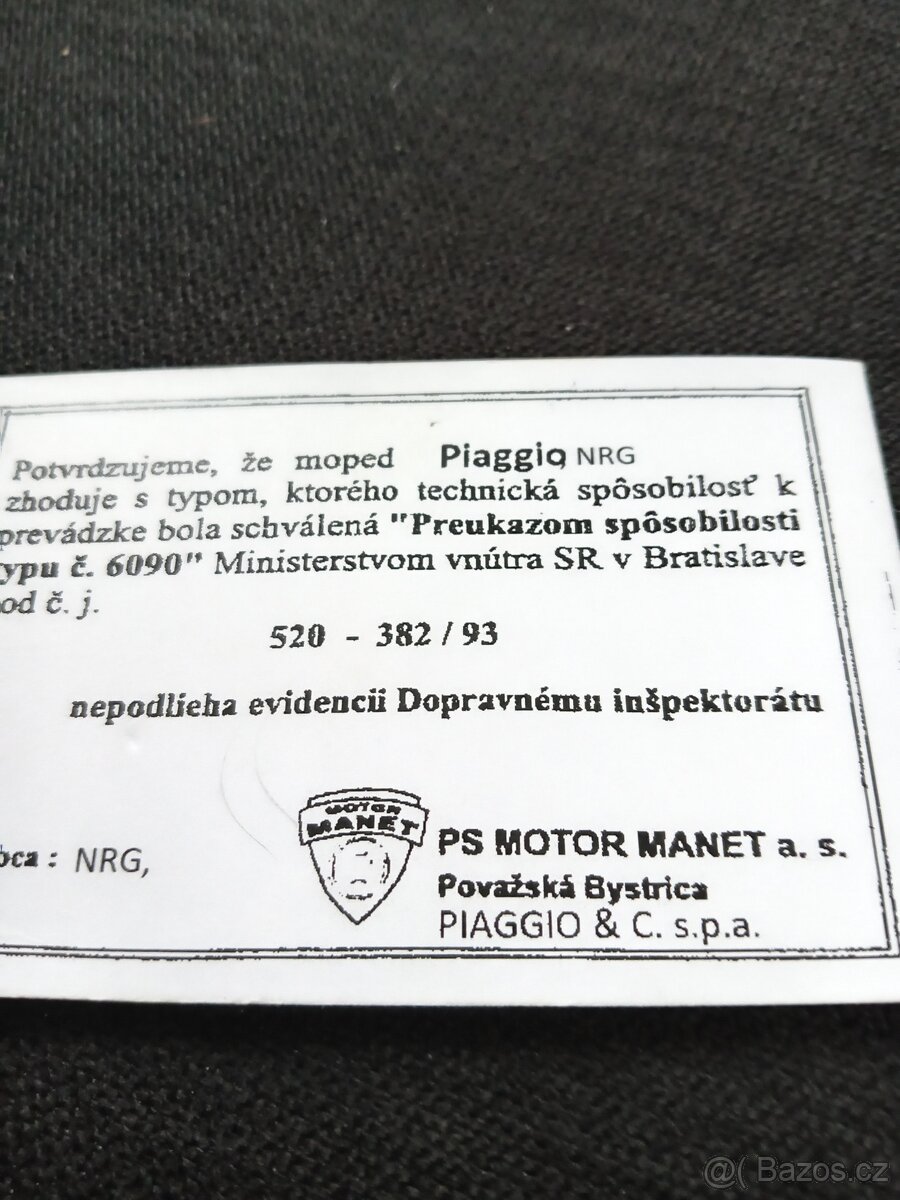 Potvrdzujeme, že moped Piaggio NRG
zhoduje s typom, ktorého technická spôsobilosť k
prevádzke bola schválená "Preukazom spôsobilosti
ypu č. 6090" Ministerstvom vnútra SR v Bratislave
od č. j.
520 - 382 / 93
nepodlieha evidencii Dopravnému inšpektorátu
MOTOR
MANET
bca : NRG,
PS MOTOR MANET a. s.
Považská Bystrica
PIAGGIO & C. s.p.a.
@( Bazos.cz